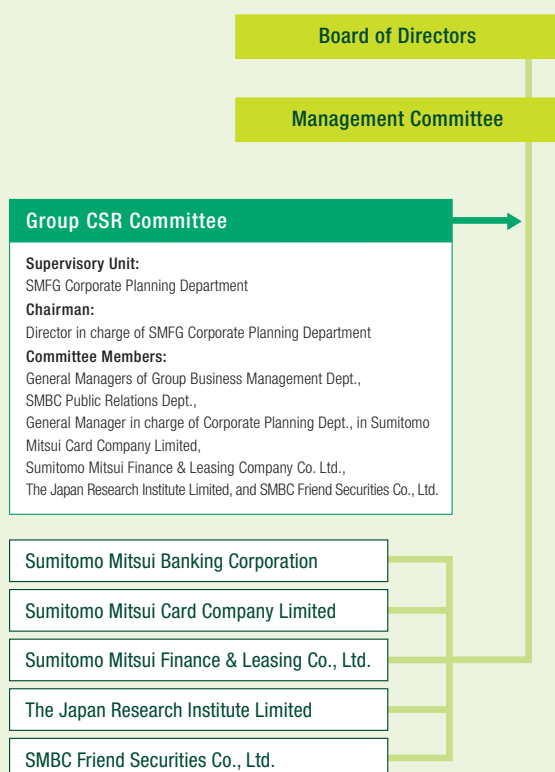 Board of Directors
Management Committee
Group CSR Committee
Supervisory Unit:
SMFG Corporate Planning Department
Chairman:
Director in charge of SMFG Corporate Planning Department
Committee Members:
General Managers of Group Business Management Dept.,
SMBC Public Relations Dept.,
General Manager in charge of Corporate Planning Dept., in Sumitomo
Mitsui Card Company Limited,
Sumitomo Mitsui Finance & Leasing Company Co. Ltd.,
The Japan Research Institute Limited, and SMBC Friend Securities Co., Ltd.
Sumitomo Mitsui Banking Corporation
Sumitomo Mitsui Card Company Limited
Sumitomo Mitsui Finance & Leasing Co., Ltd.
The Japan Research Institute Limited
SMBC Friend Securities Co., Ltd.